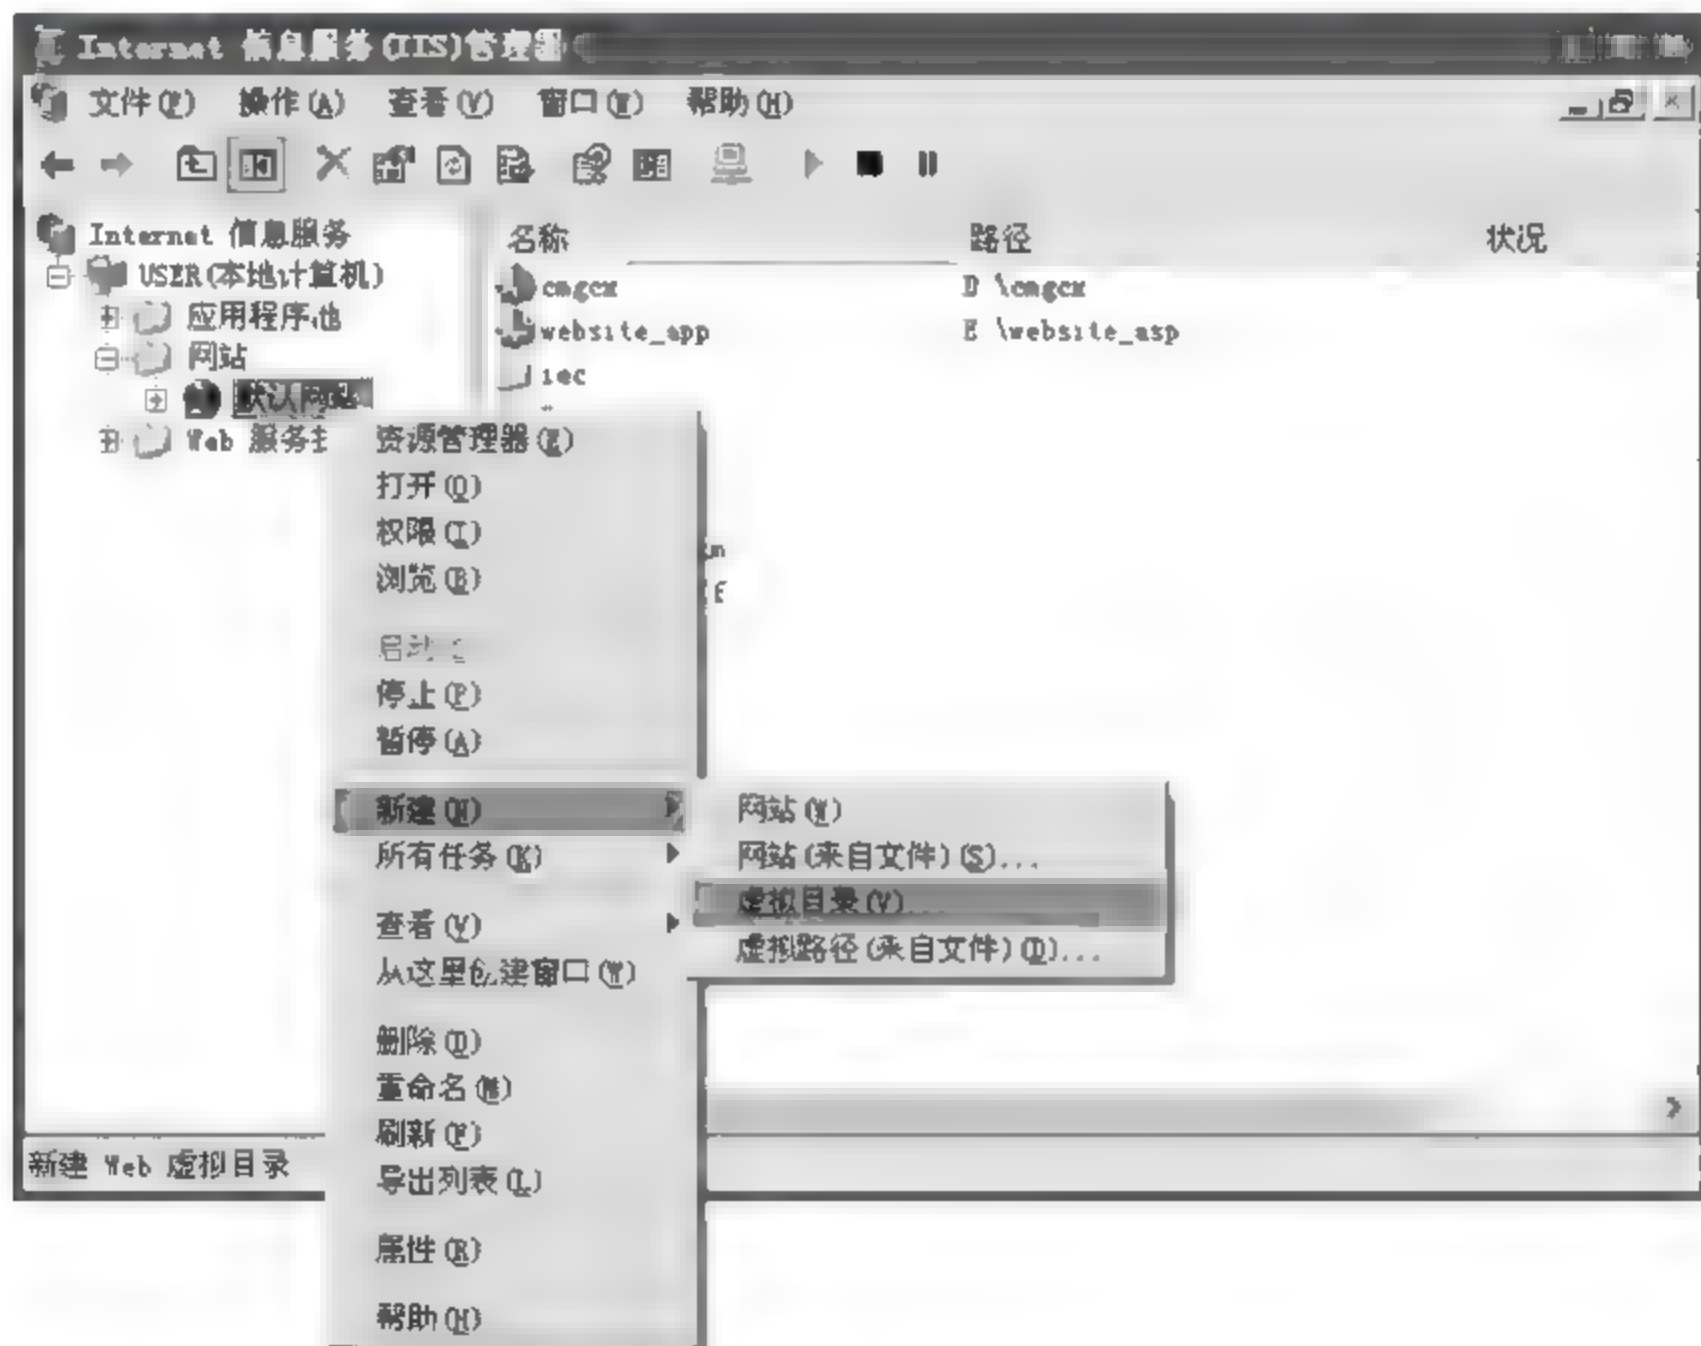 Internet 信息服务(IIS)管理器
文件(F) 操作(A) 查看(V) 窗口(W) 帮助(H)
Internet 信息服务
USER(本地计算机)
应用程序池
网站
默认网站
Web 服务扩
名称 路径 状况
cmgcx D \cmgcx
website_app E \website_asp
资源管理器(E)
打开(O)
权限(I)
浏览(B)
启动
停止(P)
暂停(A)
新建(N)
所有任务(K)
查看(V)
从这里创建窗口(W)
删除(D)
重命名(M)
刷新(F)
导出列表(L)
属性(R)
帮助(H)
网站(W)
网站(来自文件)(S)...
虚拟目录(V)...
虚拟路径(来自文件)(D)...
新建 Web 虚拟目录